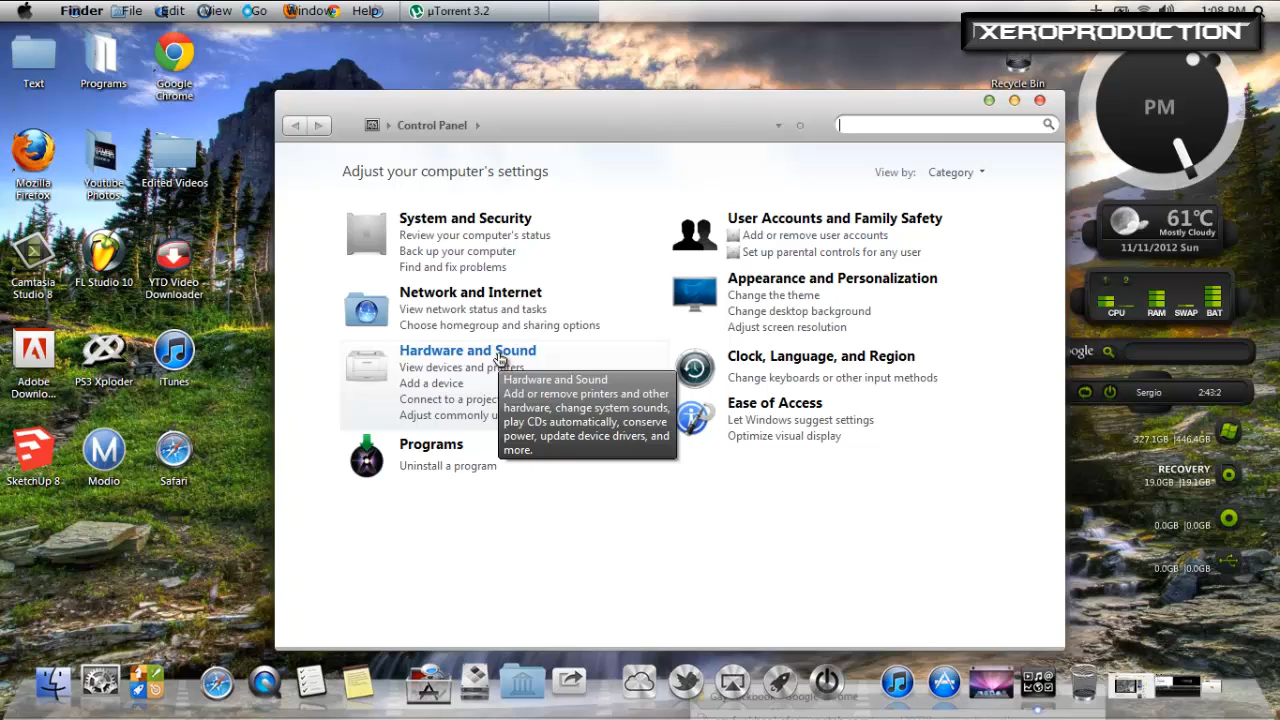 Finder File Edit View Go Window Help µTorrent 3.2 1:08 PM
XEROPRODUCTION
Text
Programs
Google Chrome
Recycle Bin
PM
Control Panel
Mozilla Firefox
Youtube Photos
Edited Videos
Adjust your computer's settings
View by: Category
61℃
Mostly Cloudy
11/11/2012 Sun
System and Security
Review your computer's status
Back up your computer
Find and fix problems
User Accounts and Family Safety
Add or remove user accounts
Set up parental controls for any user
Camtasia Studio 8
FL Studio 10
YTD Video Downloader
Network and Internet
View network status and tasks
Choose homegroup and sharing options
Appearance and Personalization
Change the theme
Change desktop background
Adjust screen resolution
1 2
CPU RAM SWAP BAT
Hardware and Sound
View devices and printers
Add a device
Connect to a projec
Adjust commonly u
Hardware and Sound
Add or remove printers and other
hardware, change system sounds,
play CDs automatically, conserve
power, update device drivers, and
more.
Clock, Language, and Region
Change keyboards or other input methods
ogle
Adobe Downlo...
PS3 Xploder
iTunes
Ease of Access
Let Windows suggest settings
Optimize visual display
Sergio 2:43:2
Programs
Uninstall a program
327.1GB |446.4GB
RECOVERY
19.0GB |19.1GB
SketchUp 8
Modio
Safari
0.0GB |0.0GB
0.0GB |0.0GB